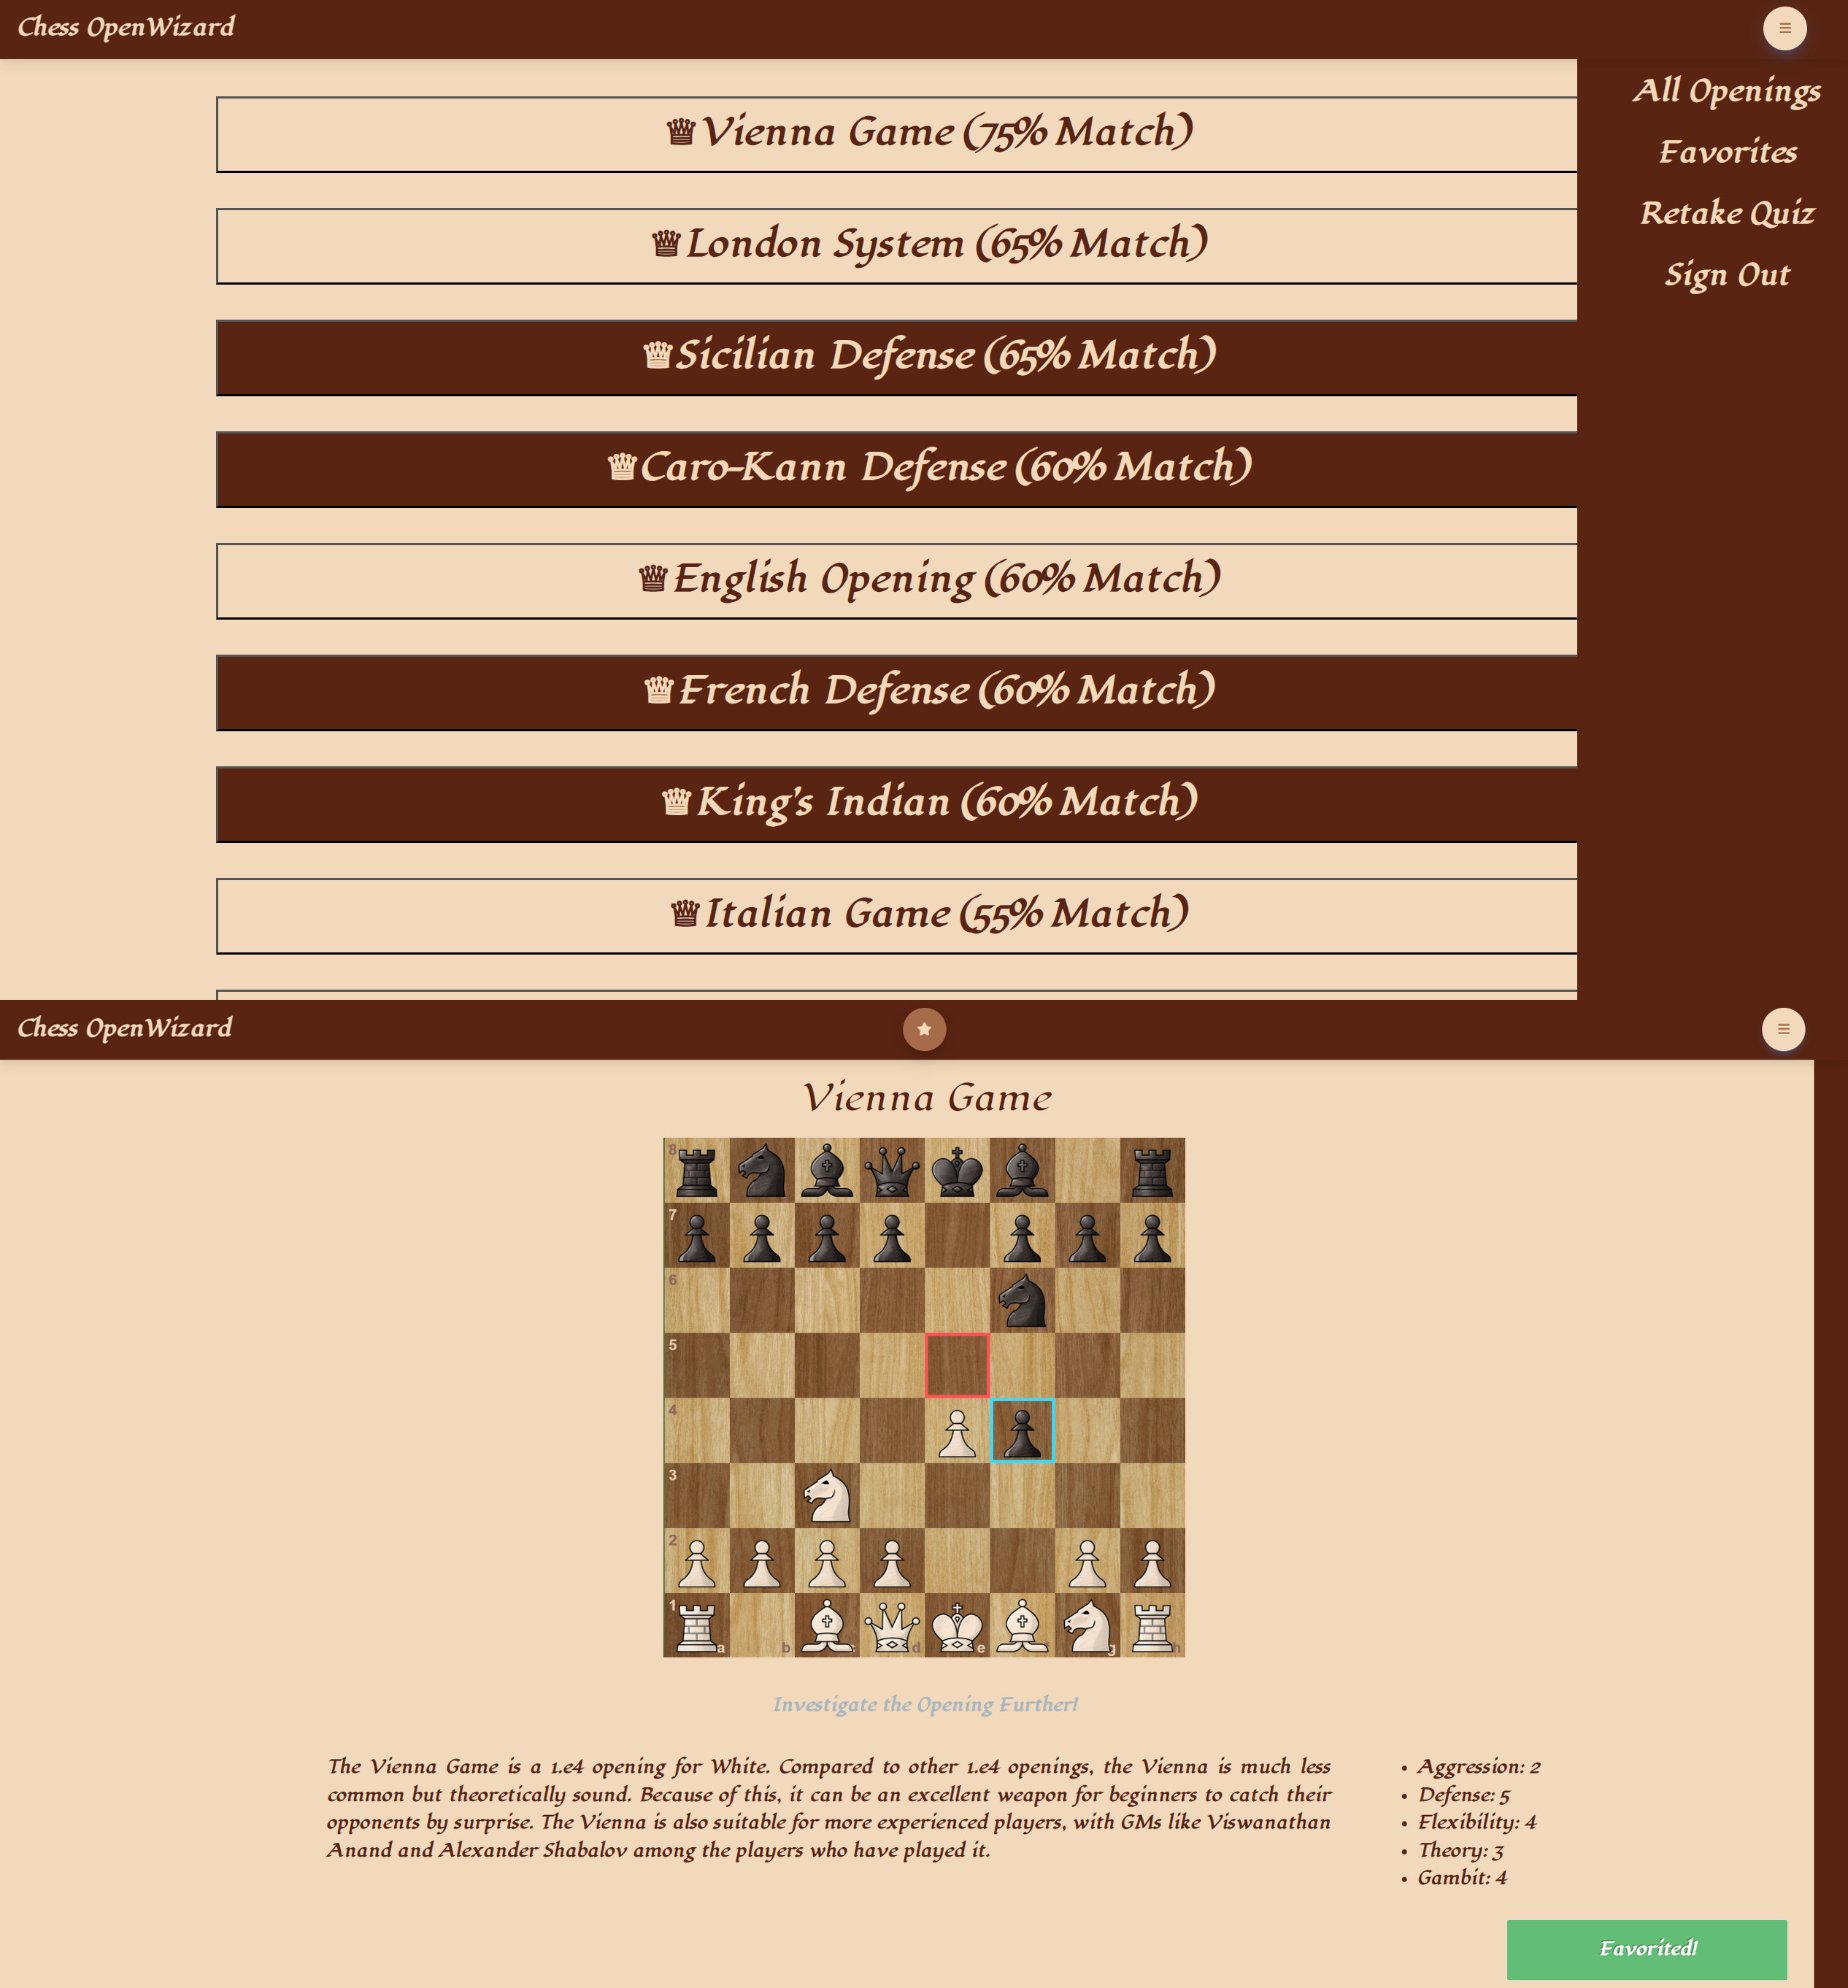 Chess OpenWizard
All Openings
Favorites
Retake Quiz
Sign Out
Vienna Game (75% Match)
London System (65% Match)
Sicilian Defense (65% Match)
Caro-Kann Defense (60% Match)
English Opening (60% Match)
French Defense (60% Match)
King's Indian (60% Match)
Italian Game (55% Match)
Chess OpenWizard
Vienna Game
8
7
6
5
4
3
2
1
a b d e g h
Investigate the Opening Further!
The Vienna Game is a 1.e4 opening for White. Compared to other 1.e4 openings, the Vienna is much less
common but theoretically sound. Because of this, it can be an excellent weapon for beginners to catch their
opponents by surprise. The Vienna is also suitable for more experienced players, with GMs like Viswanathan
Anand and Alexander Shabalov among the players who have played it.
• Aggression: 2
• Defense: 5
• Flexibility: 4
• Theory: 3
• Gambit: 4
Favorited!